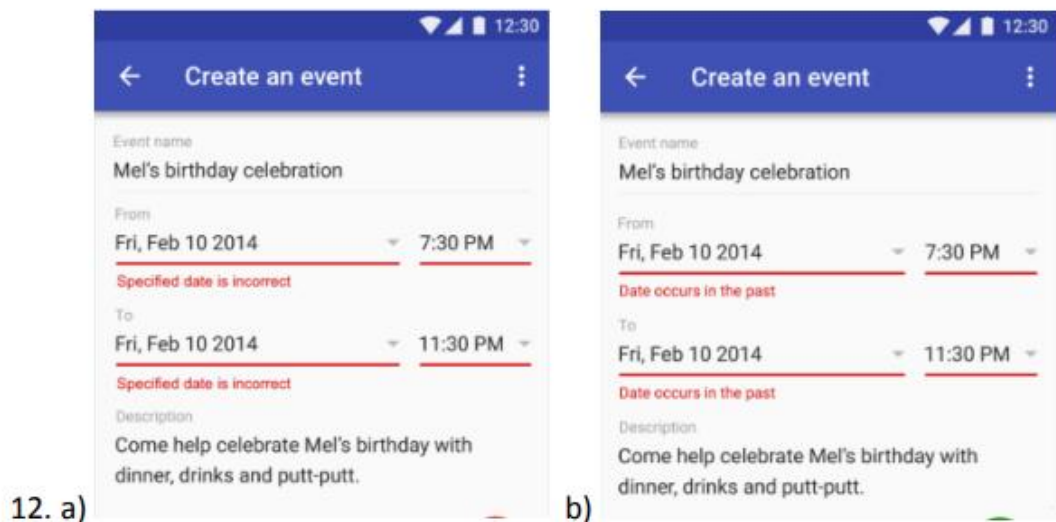 12:30
Create an event
Event name
Mel's birthday celebration
From
Fri, Feb 10 2014 7:30 PM
Specified date is incorrect
To
Fri, Feb 10 2014 11:30 PM
Specified date is incorrect
Description
Come help celebrate Mel's birthday with
dinner, drinks and putt-putt.
12. a)
12:30
Create an event
Event name
Mel's birthday celebration
From
Fri, Feb 10 2014 7:30 PM
Date occurs in the past
To
Fri, Feb 10 2014 11:30 PM
Date occurs in the past
Description
Come help celebrate Mel's birthday with
dinner, drinks and putt-putt.
b)